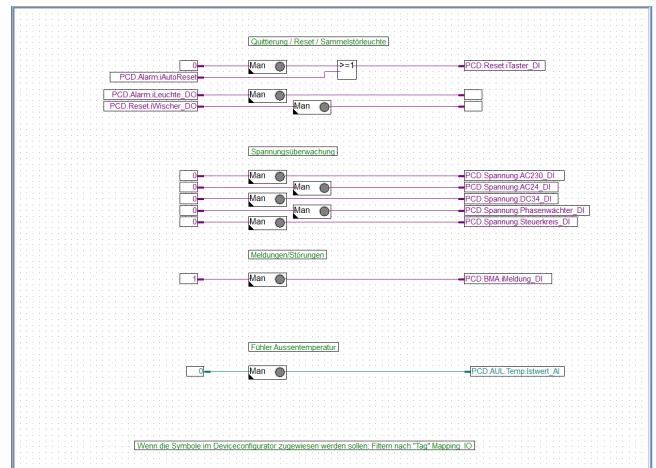 Quittierung / Reset / Sammelstörleuchte
0 Man >=1 PCD.Reset.iTaster_DI
PCD.Alarm.iAutoReset
PCD.Alarm.iLeuchte_DO Man
PCD.Reset.iWischer_DO Man
Spannungsüberwachung
0 Man PCD.Spannung.AC230_DI
0 Man PCD.Spannung.AC24_DI
0 Man PCD.Spannung.DC34_DI
0 Man PCD.Spannung.Phasenwächter_DI
0 Man PCD.Spannung.Steuerkreis_DI
Meldungen/Störungen
1 Man PCD.BMA.iMeldung_DI
Fühler Aussentemperatur
0 Man PCD.AUL.Temp.Istwert_AI
Wenn die Symbole im Deviceconfigurator zugewiesen werden sollen: Filtern nach "Tag" Mapping_IO